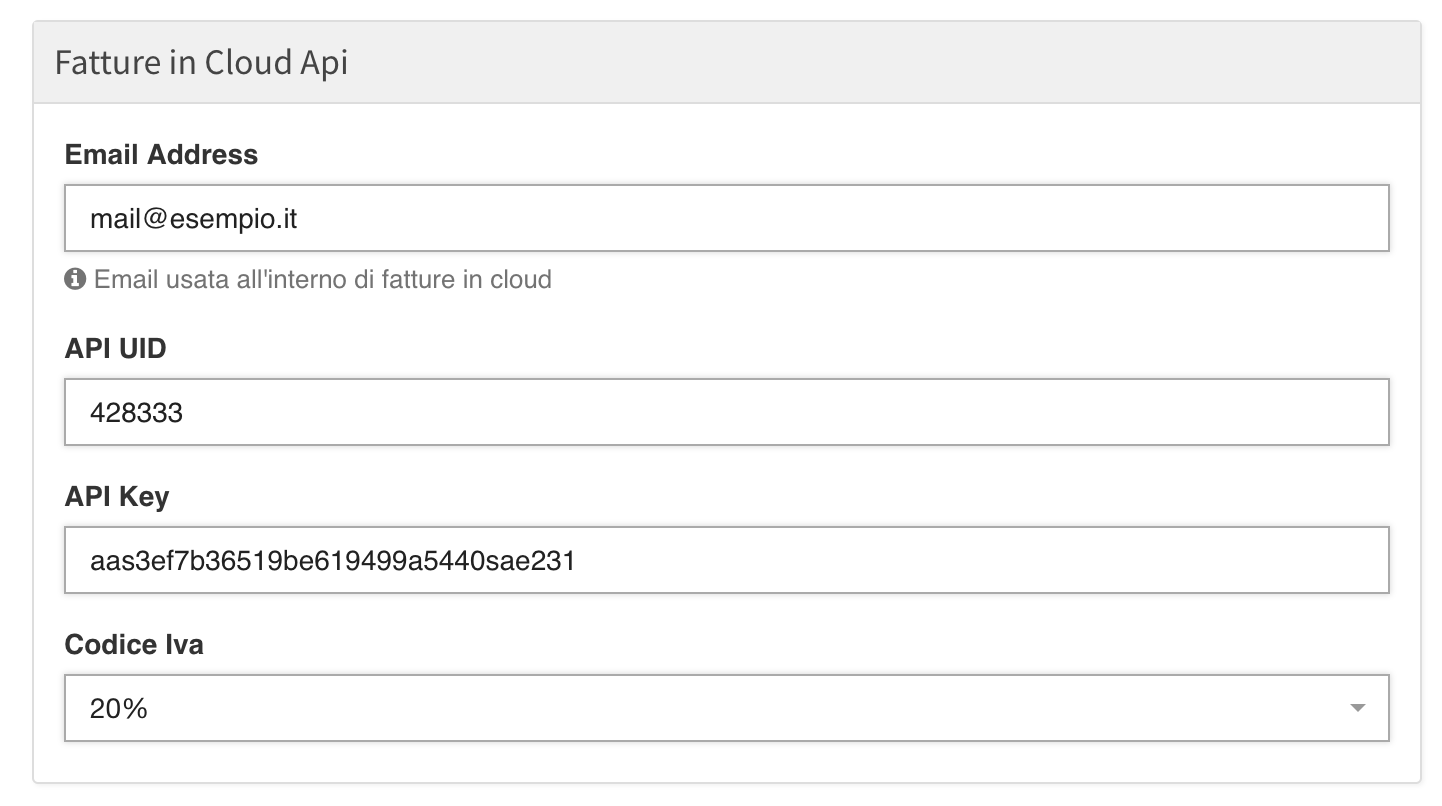 Fatture in Cloud Api
Email Address
mail@esempio.it
Email usata all'interno di fatture in cloud
API UID
428333
API Key
aas3ef7b36519be619499a5440sae231
Codice Iva
20%